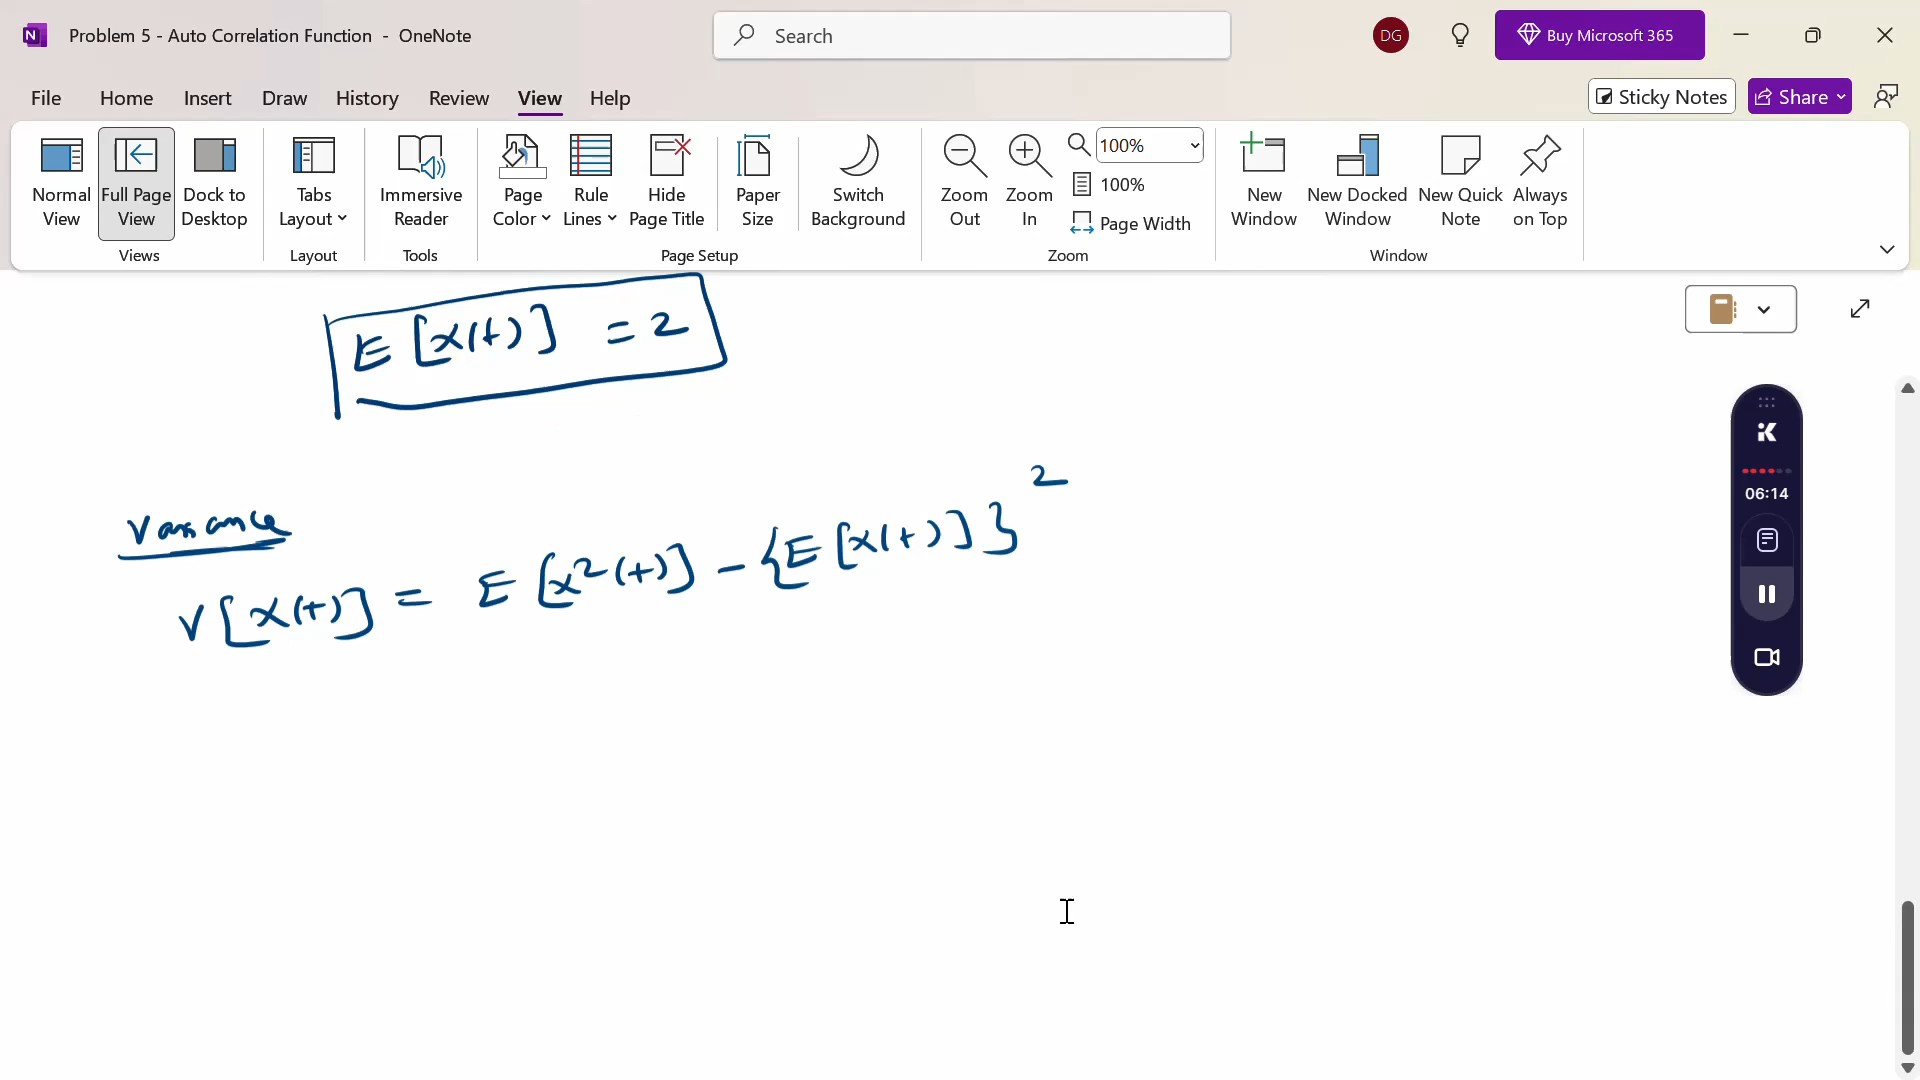 Problem 5 - Auto Correlation Function - OneNote
Search
DG
Buy Microsoft 365
File Home Insert Draw History Review View Help
Sticky Notes
Share
Normal View
Full Page View
Dock to Desktop
Views
Tabs Layout
Layout
Immersive Reader
Tools
Page Color
Rule Lines
Hide Page Title
Paper Size
Page Setup
Switch Background
Zoom Out
Zoom In
100%
100%
Page Width
Zoom
New Window
New Docked Window
New Quick Note
Always on Top
Window
E[x(t)] = 2
06:14
Variance
V[x(t)] = E[x²(t)] - {E[x(t)]}²